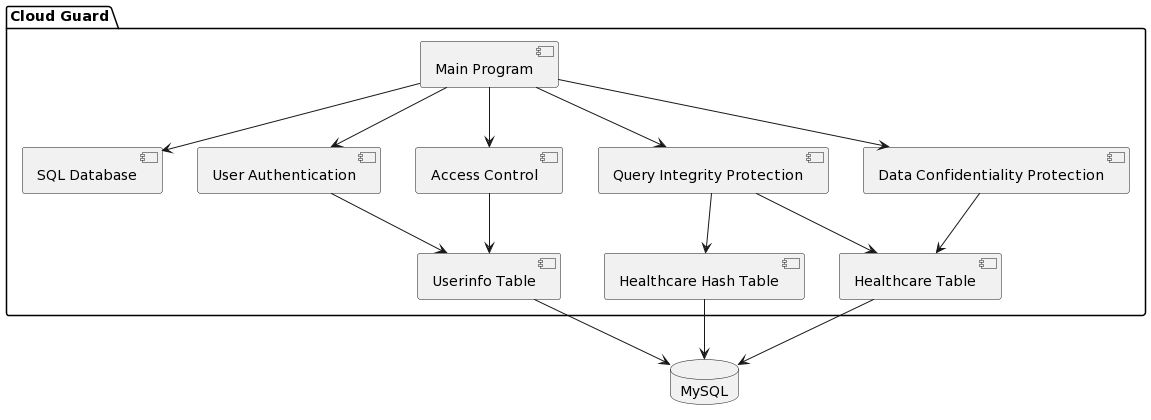 Cloud Guard
Main Program
SQL Database
User Authentication
Access Control
Query Integrity Protection
Data Confidentiality Protection
Userinfo Table
Healthcare Hash Table
Healthcare Table
MySQL